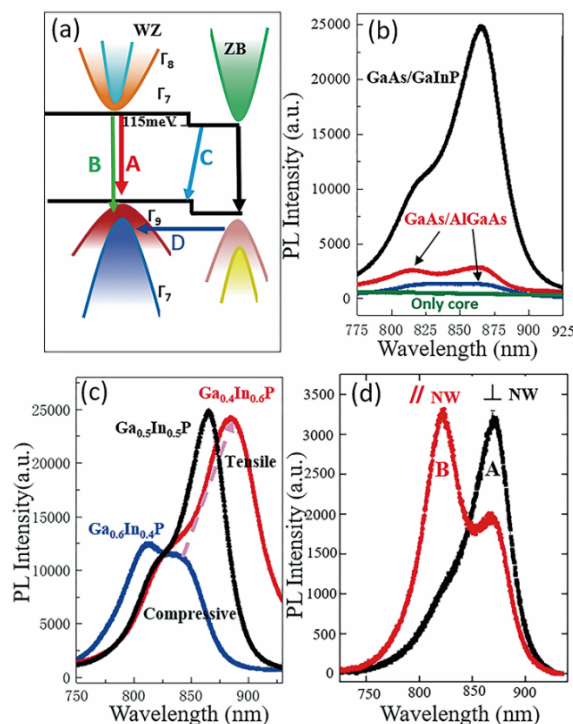 (a)
WZ
ZB
Γ8
Γ7
115meV.
B
A
C
Γ9
D
Γ7
(b)
PL Intensity (a.u.)
25000
20000
15000
10000
5000
0
GaAs/GaInP
GaAs/AlGaAs
Only core
775 800 825 850 875 900 925
Wavelength (nm)
(c)
PL Intensity(a.u.)
25000
20000
15000
10000
5000
0
Ga0.4In0.6P
Ga0.5In0.5P
Tensile
Ga0.6In0.4P
Compressive
750 800 850 900
Wavelength (nm)
(d)
PL Intensity (a.u.)
3500
3000
2500
2000
1500
1000
500
0
// NW
⊥ NW
B
A
750 800 850 900
Wavelength (nm)